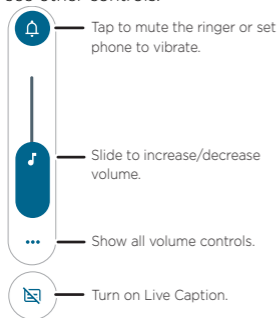 Tap to mute the ringer or set
phone to vibrate.
Slide to increase/decrease
volume.
Show all volume controls.
Turn on Live Caption.